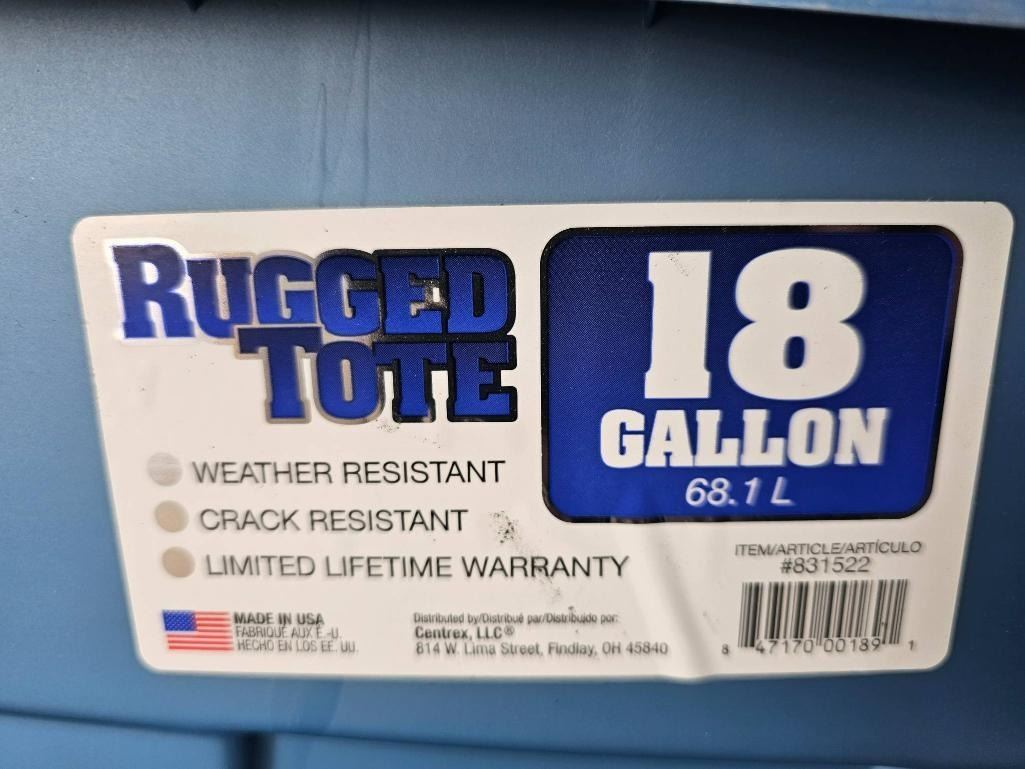 RUGGED
TOTE
WEATHER RESISTANT
CRACK RESISTANT
LIMITED LIFETIME WARRANTY
18
GALLON
68.1 L
MADE IN USA
FABRIQUÉ AUX É.-U.
HECHO EN LOS EE. UU.
Distributed by/Distribué par/Distribuido por:
Centrex, LLC®
814 W. Lima Street, Findlay, OH 45840
ITEM/ARTICLE/ARTÍCULO
#831522
8 47170 00189 1